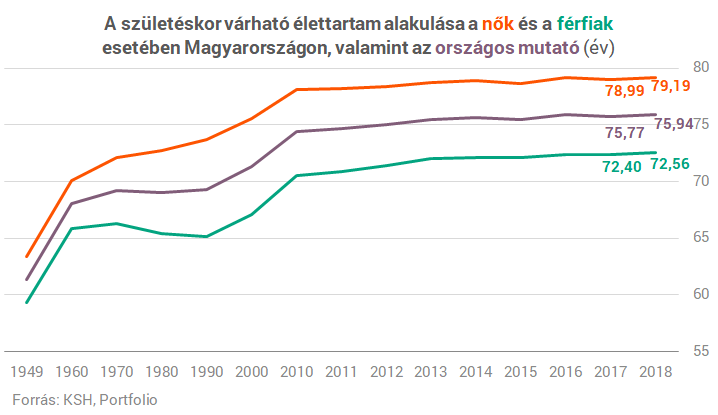 A születéskor várható élettartam alakulása a nők és a férfiak
esetében Magyarországon, valamint az országos mutató (év)
80
78,99 79,19
75,77 75,94 75
72,40 72,56
70
65
60
55
1949 1960 1970 1980 1990 2000 2010 2011 2012 2013 2014 2015 2016 2017 2018
Forrás: KSH, Portfolio